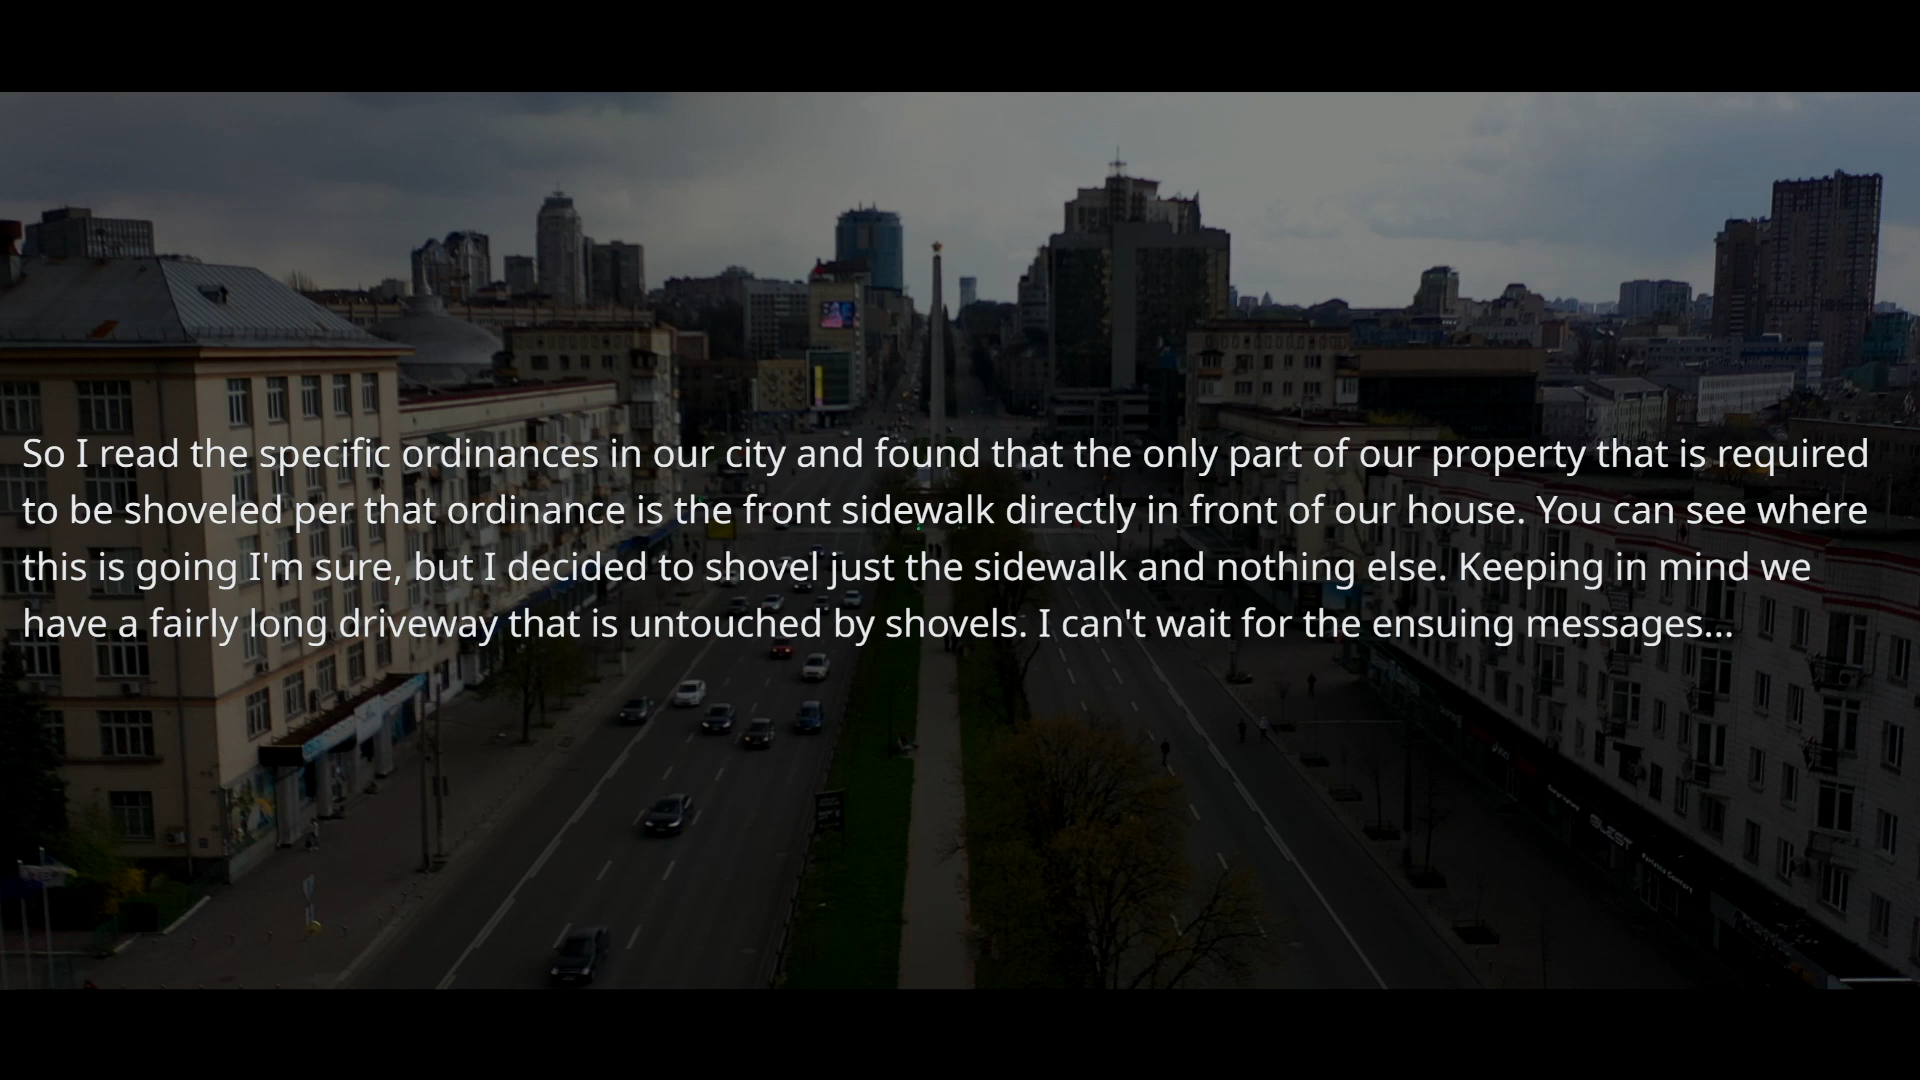 So I read the specific ordinances in our city and found that the only part of our property that is required
to be shoveled per that ordinance is the front sidewalk directly in front of our house. You can see where
this is going I'm sure, but I decided to shovel just the sidewalk and nothing else. Keeping in mind we
have a fairly long driveway that is untouched by shovels. I can't wait for the ensuing messages...